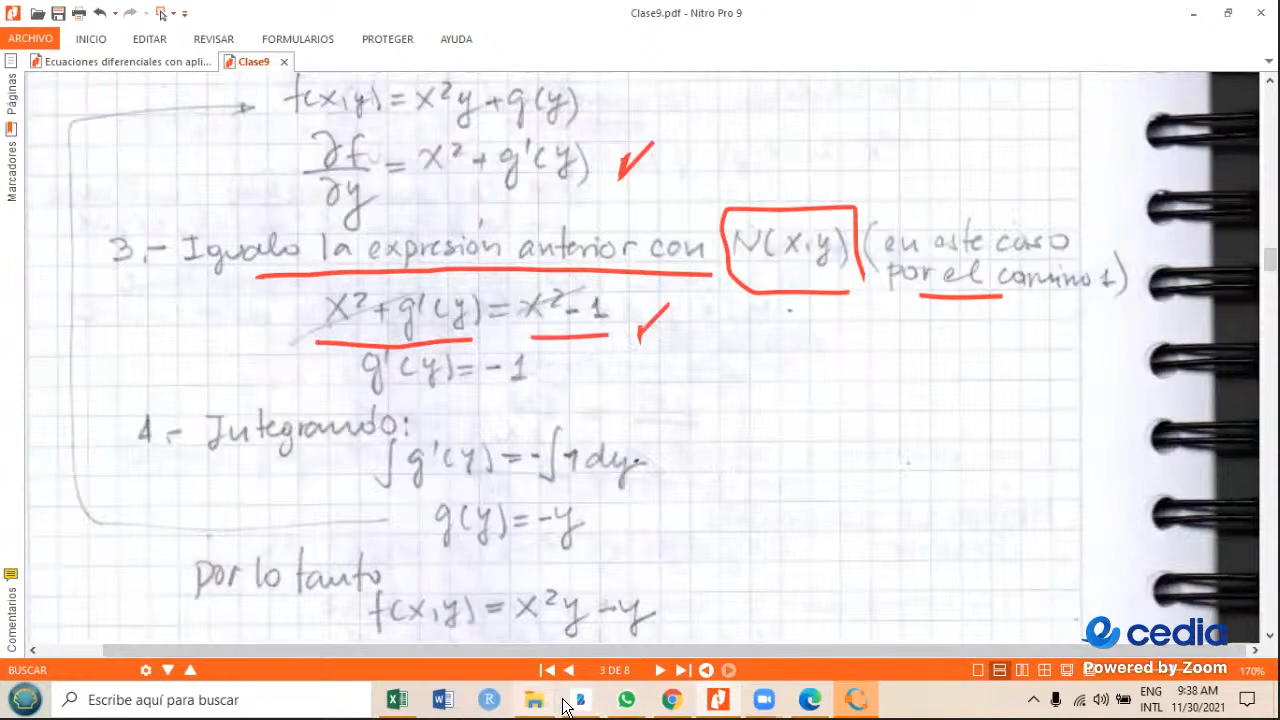 Clase9.pdf - Nitro Pro 9
ARCHIVO INICIO EDITAR REVISAR FORMULARIOS PROTEGER AYUDA
Ecuaciones diferenciales con apli... Clase9
Páginas
Marcadores
Comentarios
f(x,y)=x²y+g(y)
∂f/∂y = x²+g'(y)
3.- Igualo la expresión anterior con N(x,y) (en este caso
por el camino 1)
x²+g'(y)=x²-1
g'(y)=-1
4.- Integrando:
∫g'(y)=-∫1dy
g(y)=-y
por lo tanto
f(x,y)=x²y-y
cedia
Powered by Zoom
BUSCAR 3 DE 8 170%
Escribe aquí para buscar
ENG 9:38 AM
INTL 11/30/2021